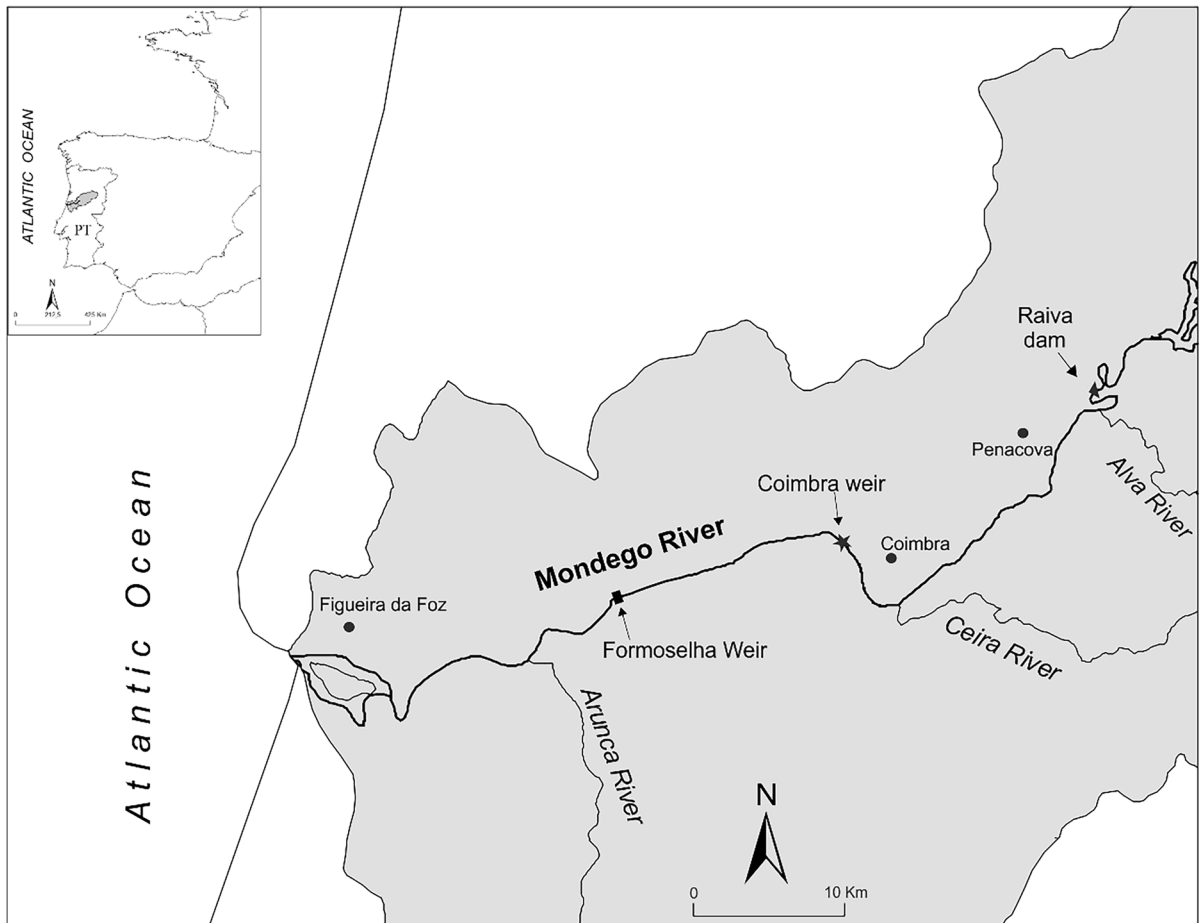 ATLANTIC OCEAN
PT
N
0 212,5 425 Km
Raiva
dam
Penacova
Alva River
Coimbra weir
Coimbra
Mondego River
Ceira River
Figueira da Foz
Formoselha Weir
Arunca River
Atlantic Ocean
N
0 10 Km